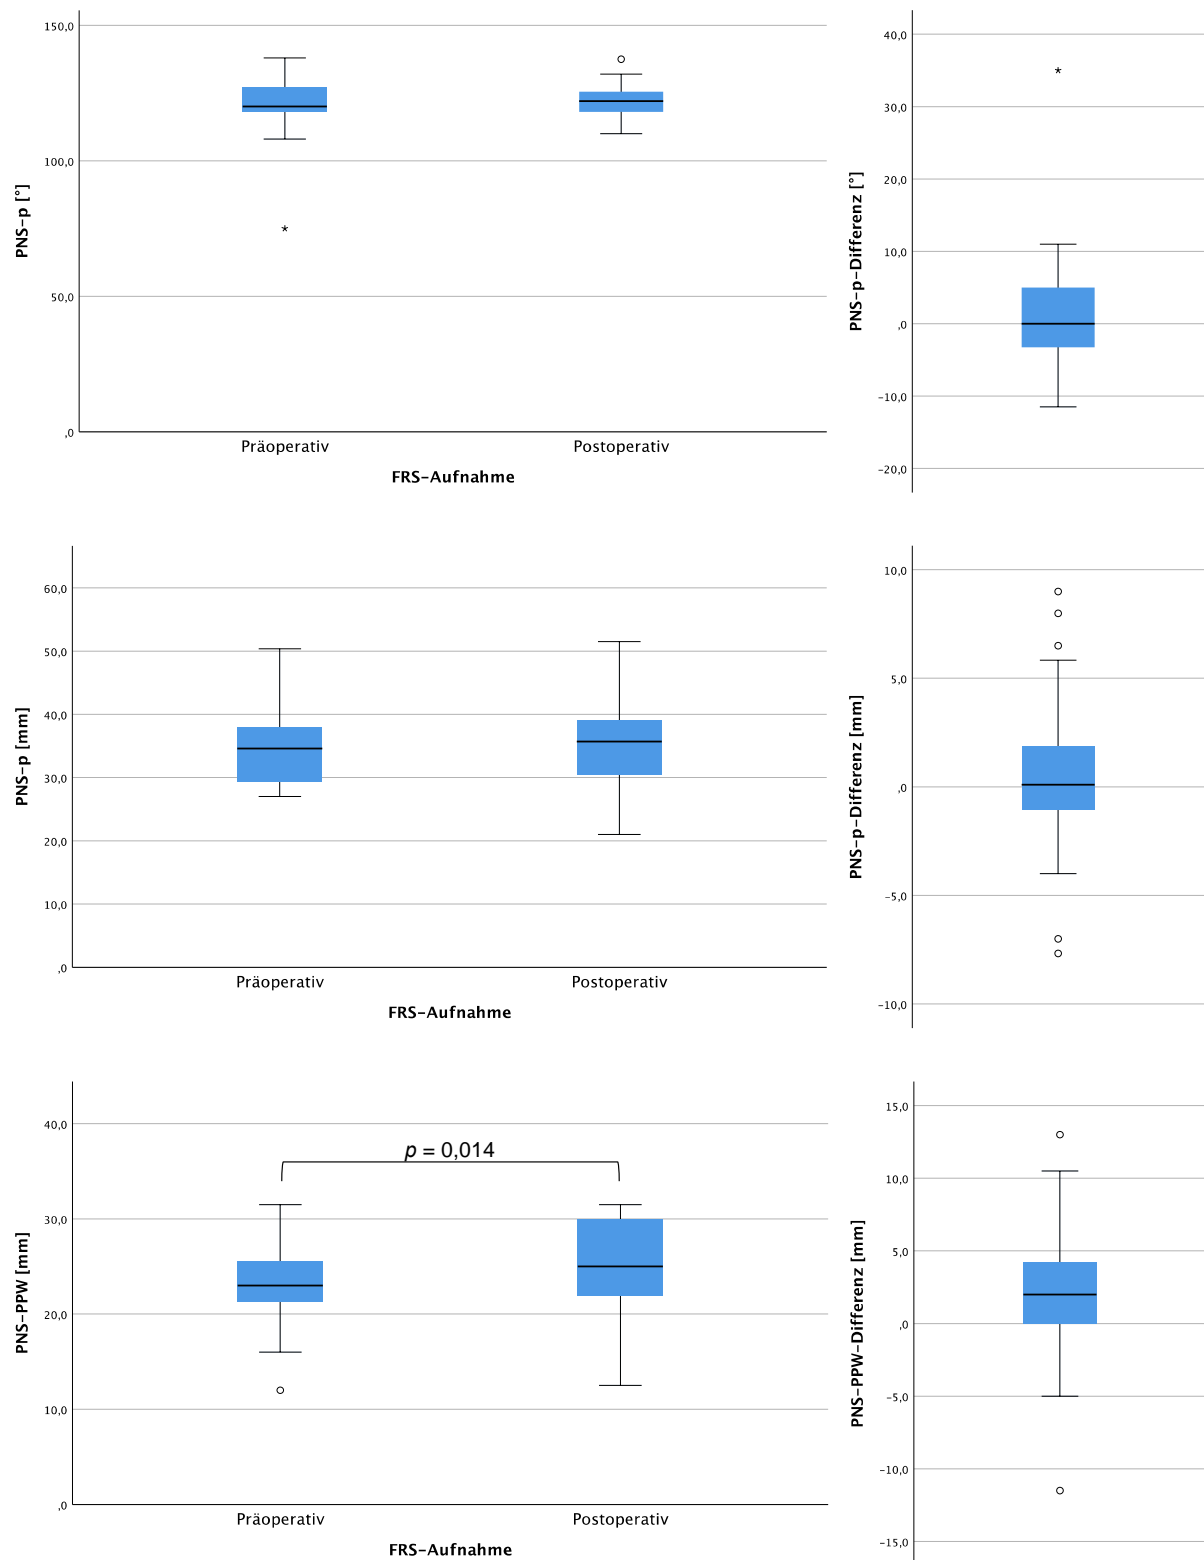 150,0
100,0
50,0
,0
PNS-p [°]
Präoperativ
Postoperativ
FRS-Aufnahme
40,0
30,0
20,0
10,0
,0
-10,0
-20,0
PNS-p-Differenz [°]
60,0
50,0
40,0
30,0
20,0
10,0
,0
PNS-p [mm]
Präoperativ
Postoperativ
FRS-Aufnahme
10,0
5,0
,0
-5,0
-10,0
PNS-p-Differenz [mm]
40,0
30,0
20,0
10,0
,0
PNS-PPW [mm]
p = 0,014
Präoperativ
Postoperativ
FRS-Aufnahme
15,0
10,0
5,0
,0
-5,0
-10,0
-15,0
PNS-PPW-Differenz [mm]